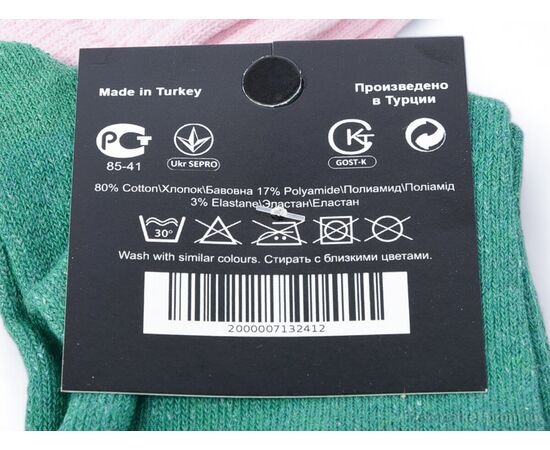 Made in Turkey
Произведено
в Турции
РСТ
85-41
Ukr SEPRO
GOST-K
80% Cotton\Хлопок\Бавовна 17% Polyamide\Полиамид\Поліамід
3% Elastane\Эластан\Еластан
30°
Wash with similar colours. Стирать с близкими цветами.
2000007132412